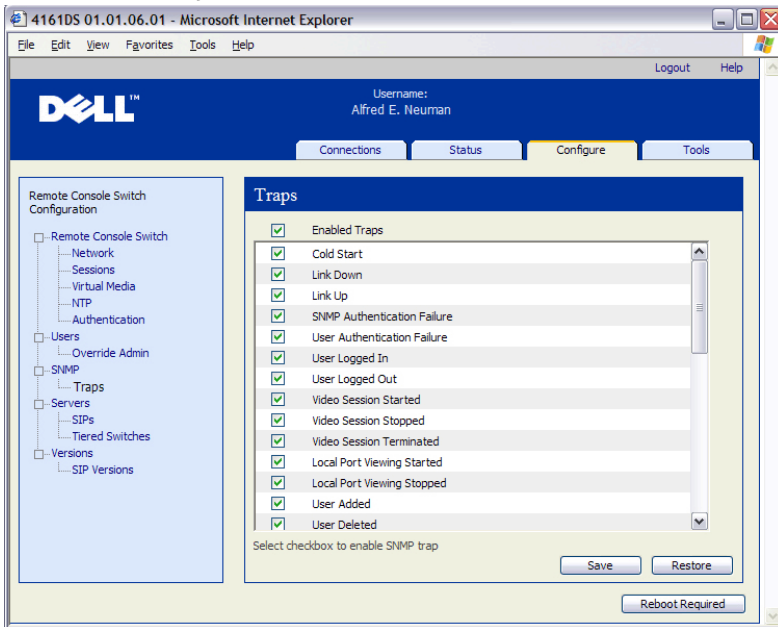 4161DS 01.01.06.01 - Microsoft Internet Explorer
File Edit View Favorites Tools Help
Logout Help
DELL™
Username:
Alfred E. Neuman
Connections Status Configure Tools
Remote Console Switch
Configuration
Remote Console Switch
Network
Sessions
Virtual Media
NTP
Authentication
Users
Override Admin
SNMP
Traps
Servers
SIPs
Tiered Switches
Versions
SIP Versions
Traps
Enabled Traps
Cold Start
Link Down
Link Up
SNMP Authentication Failure
User Authentication Failure
User Logged In
User Logged Out
Video Session Started
Video Session Stopped
Video Session Terminated
Local Port Viewing Started
Local Port Viewing Stopped
User Added
User Deleted
Select checkbox to enable SNMP trap
Save Restore
Reboot Required